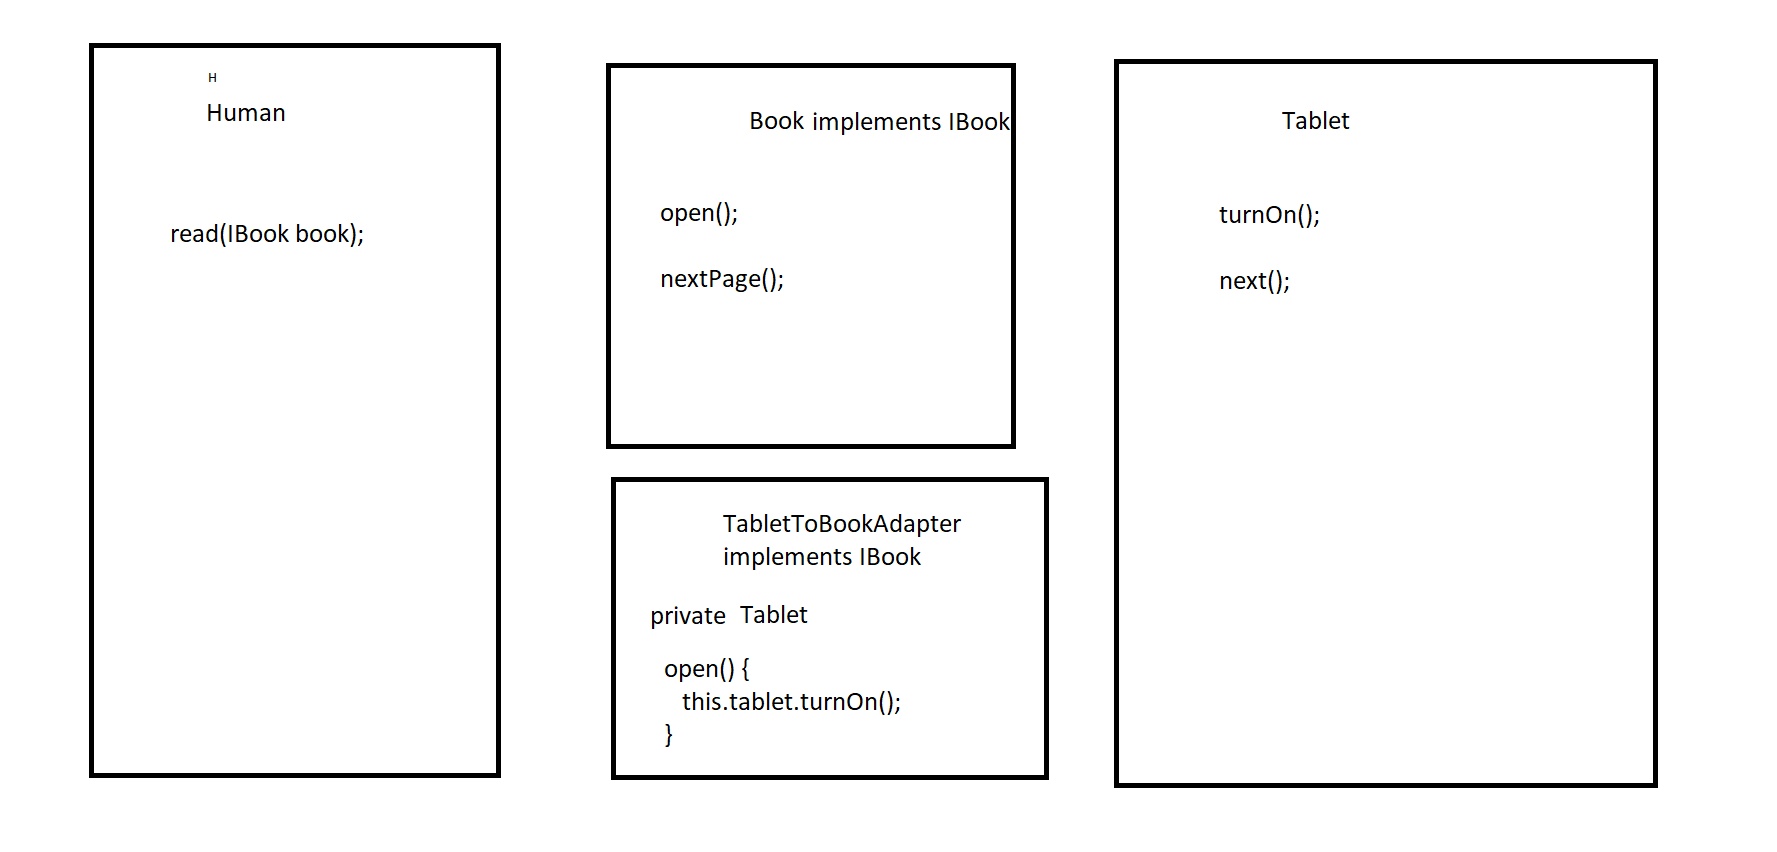 H
Human
read(IBook book);
Book implements IBook
open();
nextPage();
TabletToBookAdapter
implements IBook
private Tablet
open() {
this.tablet.turnOn();
}
Tablet
turnOn();
next();